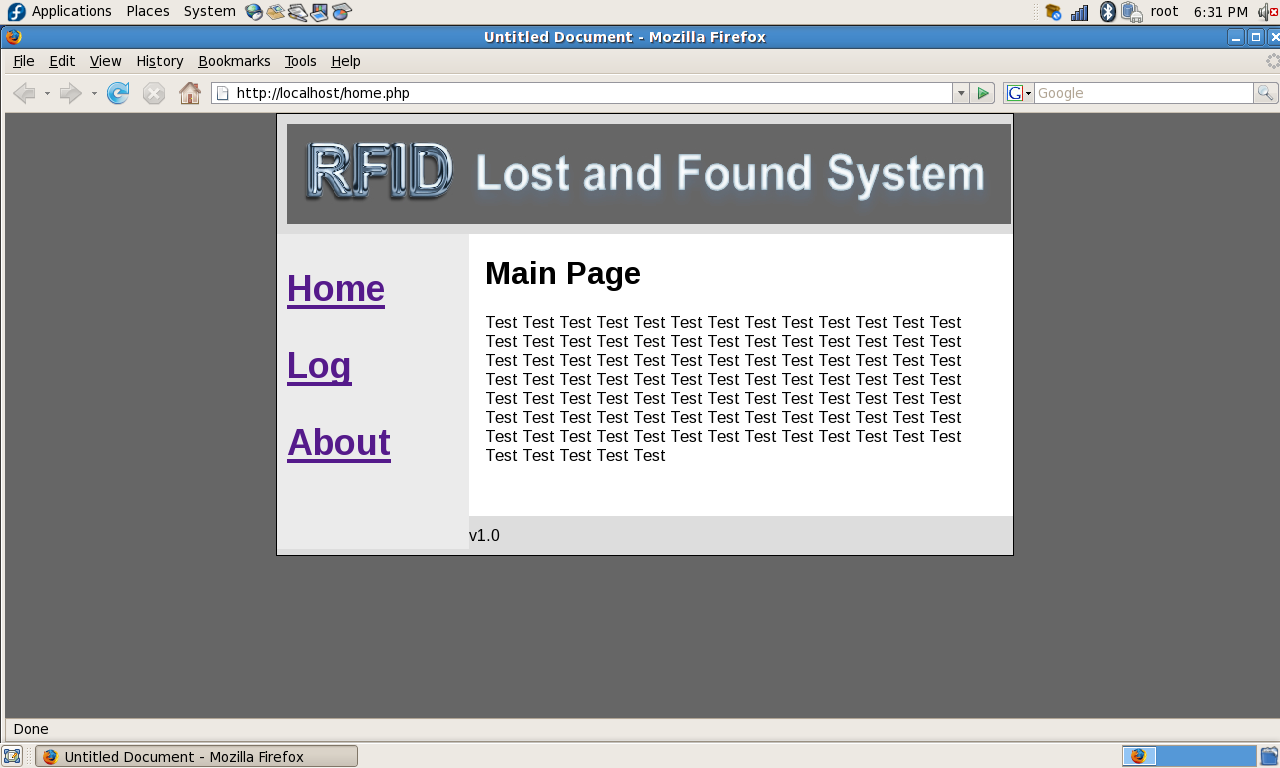 Applications Places System root 6:31 PM
Untitled Document - Mozilla Firefox
File Edit View History Bookmarks Tools Help
http://localhost/home.php Google
RFID Lost and Found System
Home
Log
About
Main Page
Test Test Test Test Test Test Test Test Test Test Test Test Test
Test Test Test Test Test Test Test Test Test Test Test Test Test
Test Test Test Test Test Test Test Test Test Test Test Test Test
Test Test Test Test Test Test Test Test Test Test Test Test Test
Test Test Test Test Test Test Test Test Test Test Test Test Test
Test Test Test Test Test Test Test Test Test Test Test Test Test
Test Test Test Test Test Test Test Test Test Test Test Test Test
Test Test Test Test Test
v1.0
Done
Untitled Document - Mozilla Firefox